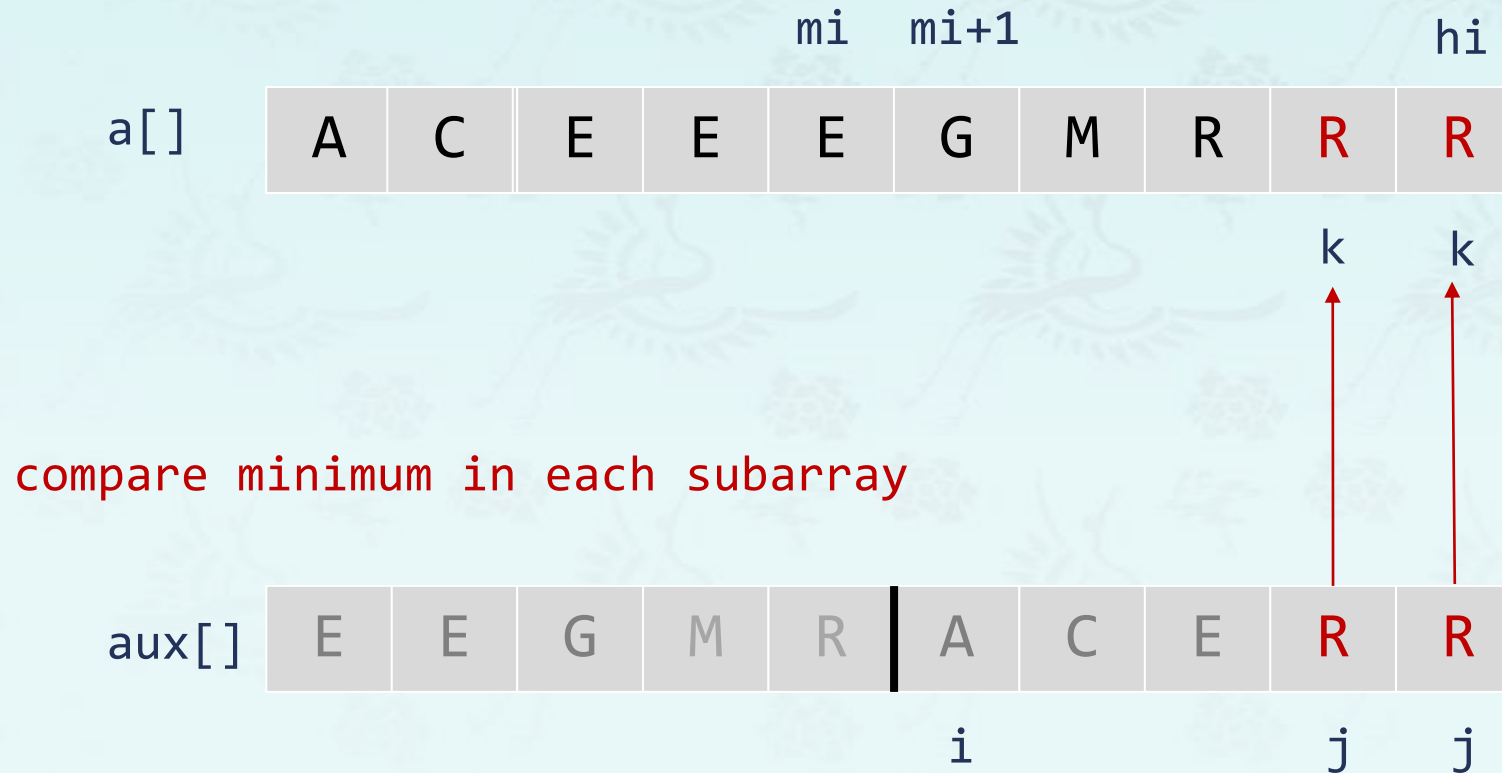 mi mi+1 hi
a[] A C E E E G M R R R
k k
compare minimum in each subarray
aux[] E E G M R A C E R R
i j j